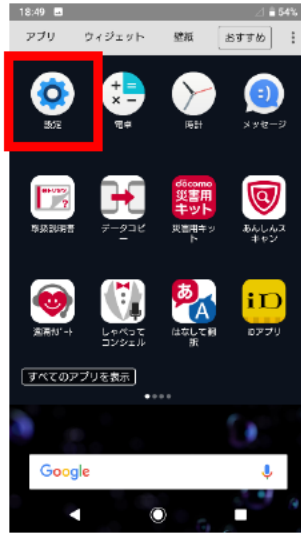 18:49 54%
アプリ ウィジェット 壁紙 おすすめ
設定 電卓 時計 メッセージ
取扱説明書 データコピー 災害用キット あんしんスキャン
docomo
災害用
キット
遠隔サポート しゃべってコンシェル はなして翻訳 iDアプリ
あ
A
iD
すべてのアプリを表示
Google